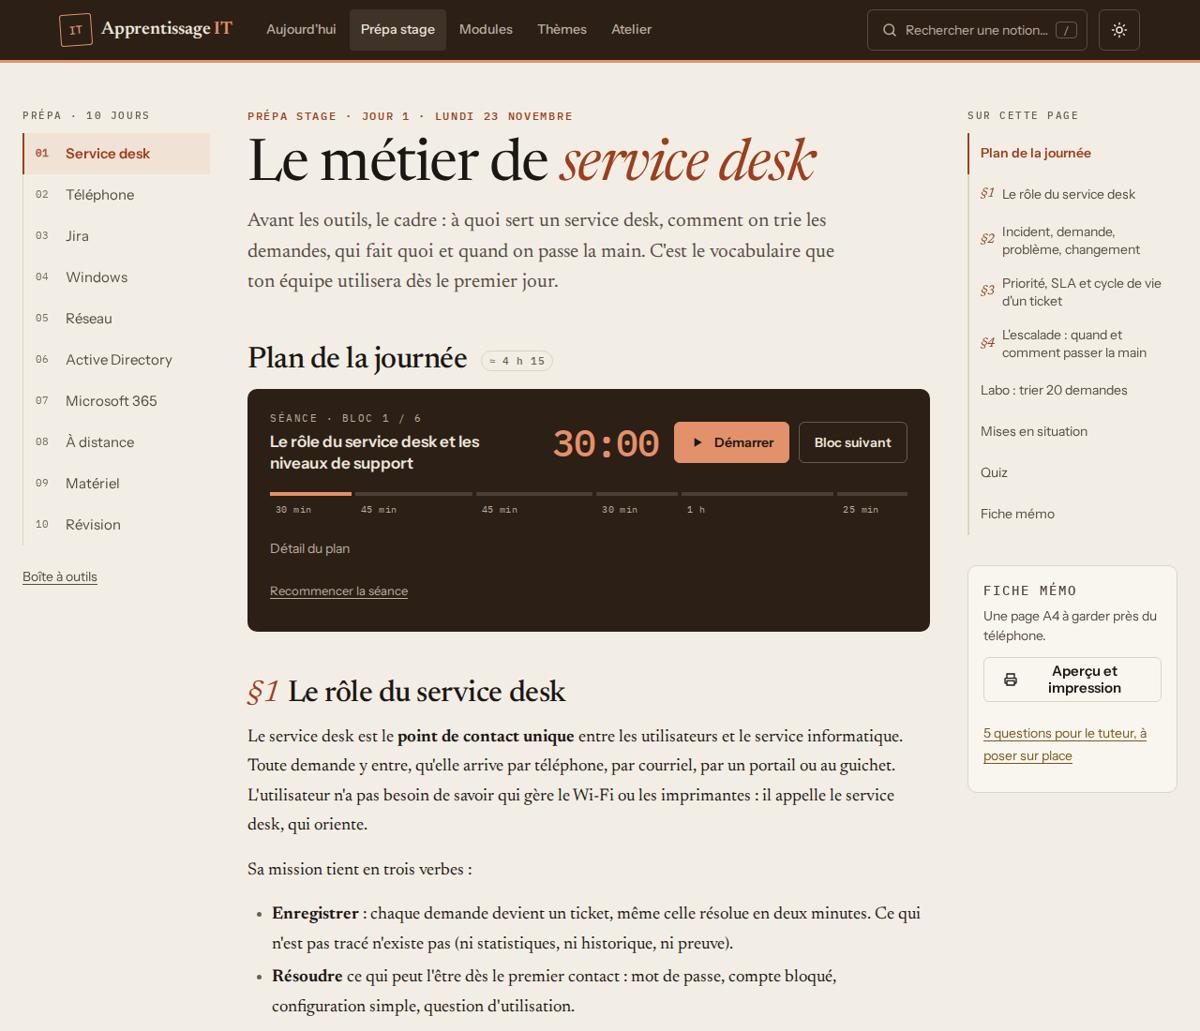 IT Apprentissage IT
Aujourd'hui
Prépa stage
Modules
Thèmes
Atelier
Rechercher une notion... /
PRÉPA · 10 JOURS
01 Service desk
02 Téléphone
03 Jira
04 Windows
05 Réseau
06 Active Directory
07 Microsoft 365
08 À distance
09 Matériel
10 Révision
Boîte à outils
PRÉPA STAGE · JOUR 1 · LUNDI 23 NOVEMBRE
Le métier de service desk
Avant les outils, le cadre : à quoi sert un service desk, comment on trie les
demandes, qui fait quoi et quand on passe la main. C'est le vocabulaire que
ton équipe utilisera dès le premier jour.
Plan de la journée ≈ 4 h 15
SÉANCE · BLOC 1 / 6
Le rôle du service desk et les
niveaux de support
30:00
Démarrer
Bloc suivant
30 min
45 min
45 min
30 min
1 h
25 min
Détail du plan
Recommencer la séance
§1 Le rôle du service desk
Le service desk est le point de contact unique entre les utilisateurs et le service informatique.
Toute demande y entre, qu'elle arrive par téléphone, par courriel, par un portail ou au guichet.
L'utilisateur n'a pas besoin de savoir qui gère le Wi-Fi ou les imprimantes : il appelle le service
desk, qui oriente.
Sa mission tient en trois verbes :
• Enregistrer : chaque demande devient un ticket, même celle résolue en deux minutes. Ce qui
n'est pas tracé n'existe pas (ni statistiques, ni historique, ni preuve).
• Résoudre ce qui peut l'être dès le premier contact : mot de passe, compte bloqué,
configuration simple, question d'utilisation.
SUR CETTE PAGE
Plan de la journée
§1 Le rôle du service desk
§2 Incident, demande,
problème, changement
§3 Priorité, SLA et cycle de vie
d'un ticket
§4 L'escalade : quand et
comment passer la main
Labo : trier 20 demandes
Mises en situation
Quiz
Fiche mémo
FICHE MÉMO
Une page A4 à garder près du
téléphone.
Aperçu et
impression
5 questions pour le tuteur, à
poser sur place